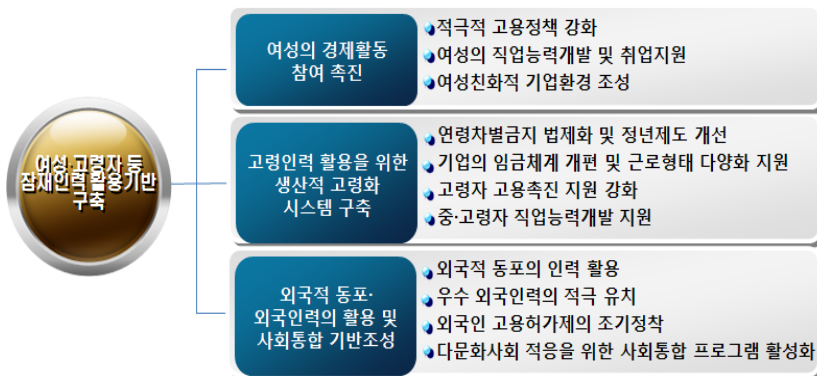 여성·고령자 등
잠재인력 활용기반
구축
여성의 경제활동
참여 촉진
적극적 고용정책 강화
여성의 직업능력개발 및 취업지원
여성친화적 기업환경 조성
고령인력 활용을 위한
생산적 고령화
시스템 구축
연령차별금지 법제화 및 정년제도 개선
기업의 임금체계 개편 및 근로형태 다양화 지원
고령자 고용촉진 지원 강화
중·고령자 직업능력개발 지원
외국적 동포·
외국인력의 활용 및
사회통합 기반조성
외국적 동포의 인력 활용
우수 외국인력의 적극 유치
외국인 고용허가제의 조기정착
다문화사회 적응을 위한 사회통합 프로그램 활성화